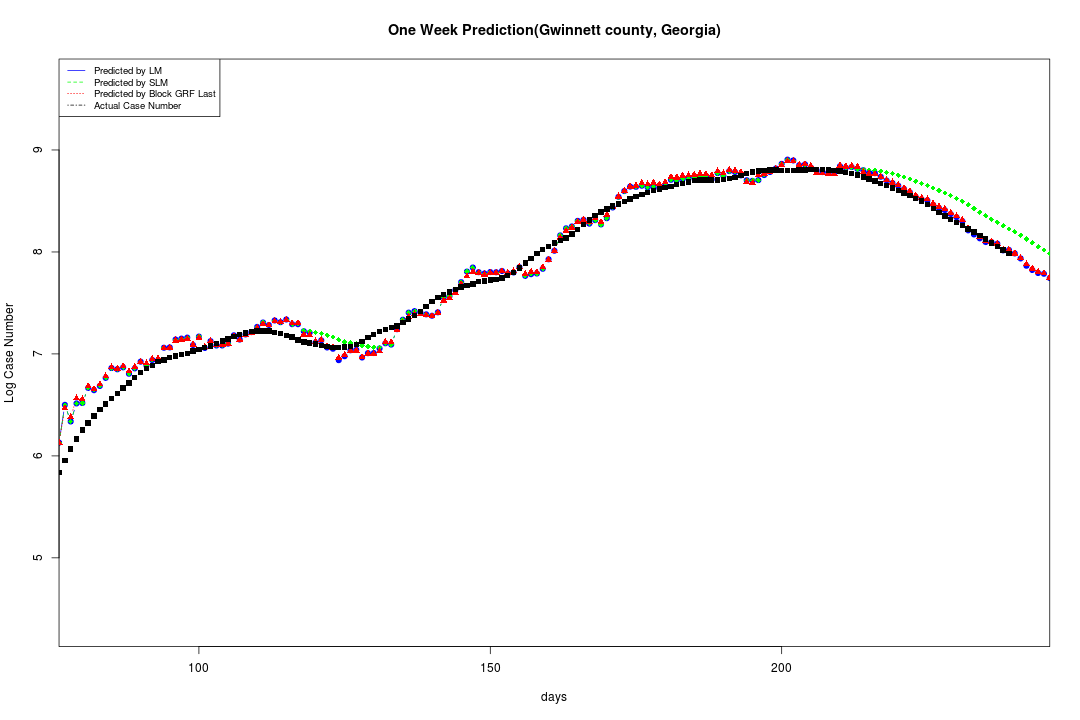 One Week Prediction(Gwinnett county, Georgia)
Predicted by LM
Predicted by SLM
Predicted by Block GRF Last
Actual Case Number
9
8
7
6
5
Log Case Number
100 150 200
days